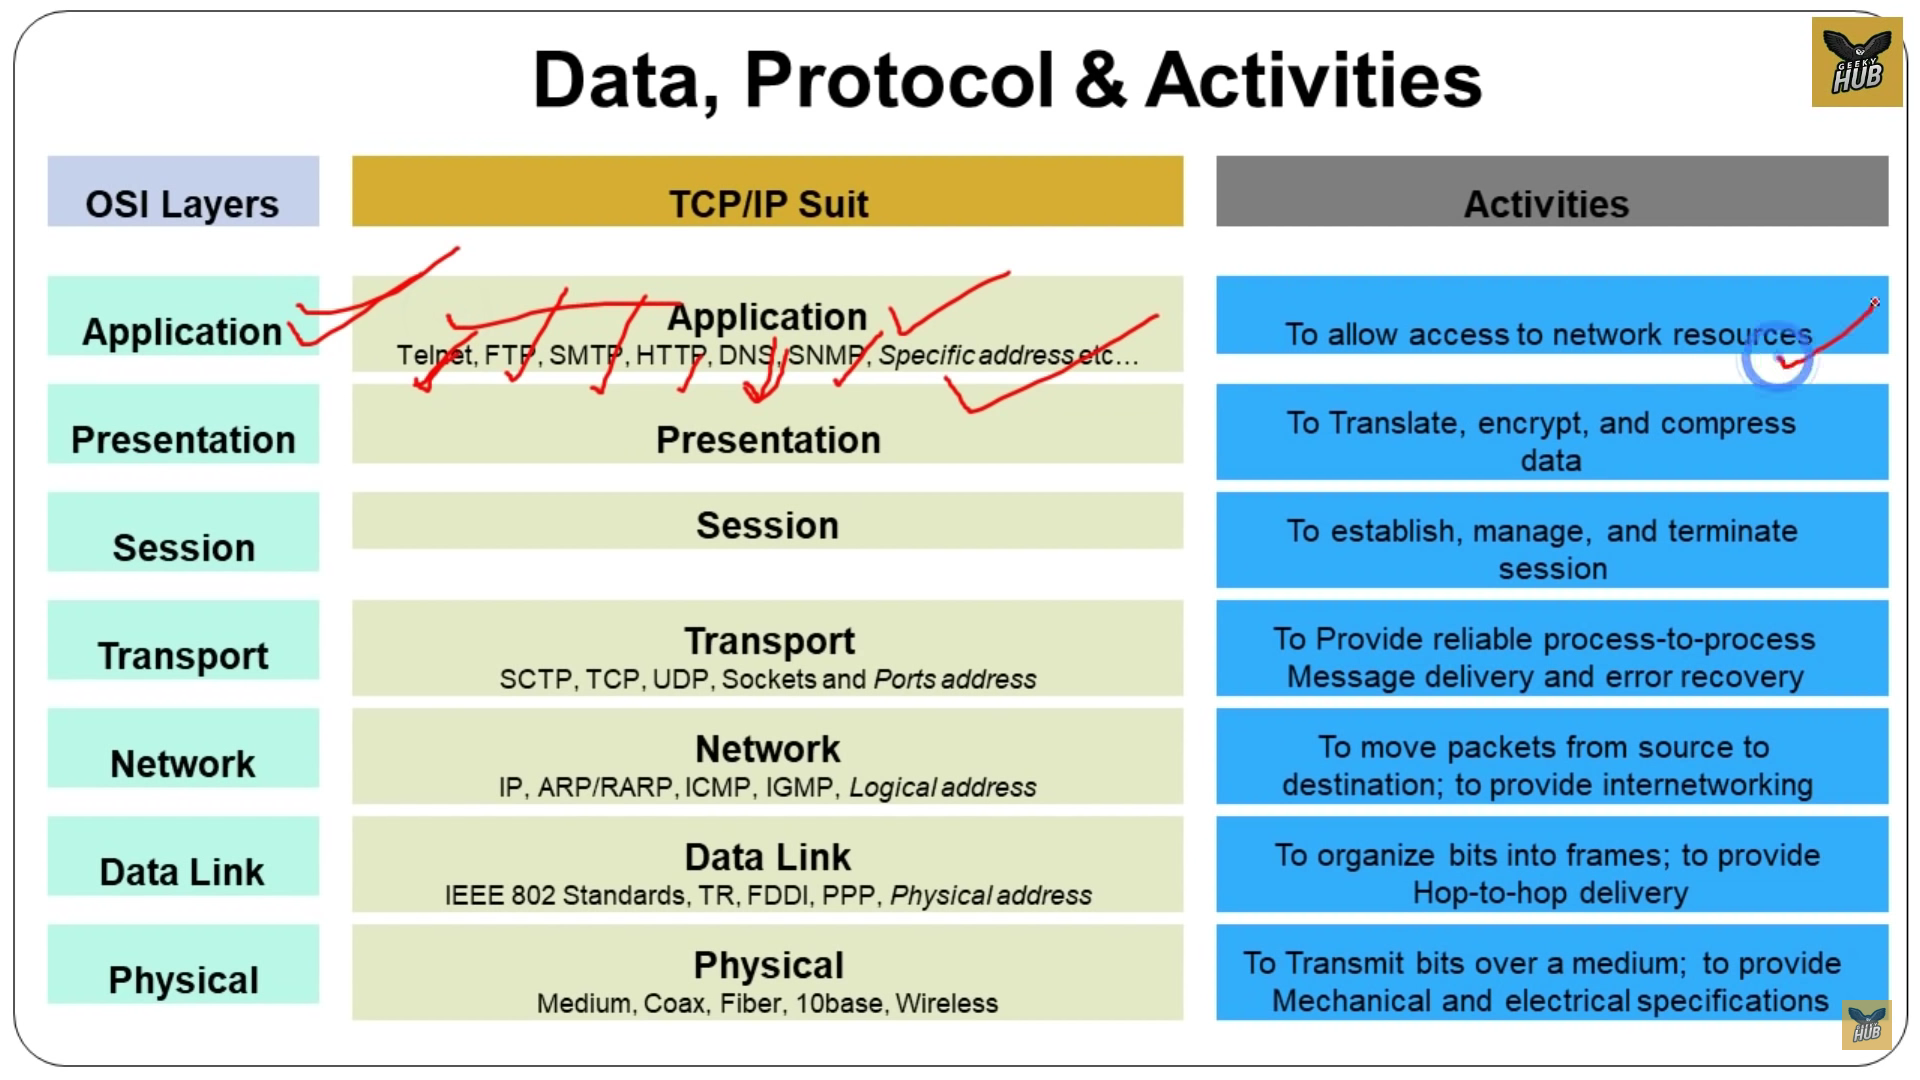 Data, Protocol & Activities
GEEKY
HUB
OSI Layers
TCP/IP Suit
Activities
Application
Application
Telnet, FTP, SMTP, HTTP, DNS, SNMP, Specific address etc...
To allow access to network resources
Presentation
Presentation
To Translate, encrypt, and compress
data
Session
Session
To establish, manage, and terminate
session
Transport
Transport
SCTP, TCP, UDP, Sockets and Ports address
To Provide reliable process-to-process
Message delivery and error recovery
Network
Network
IP, ARP/RARP, ICMP, IGMP, Logical address
To move packets from source to
destination; to provide internetworking
Data Link
Data Link
IEEE 802 Standards, TR, FDDI, PPP, Physical address
To organize bits into frames; to provide
Hop-to-hop delivery
Physical
Physical
Medium, Coax, Fiber, 10base, Wireless
To Transmit bits over a medium; to provide
Mechanical and electrical specifications
GEEKY
HUB